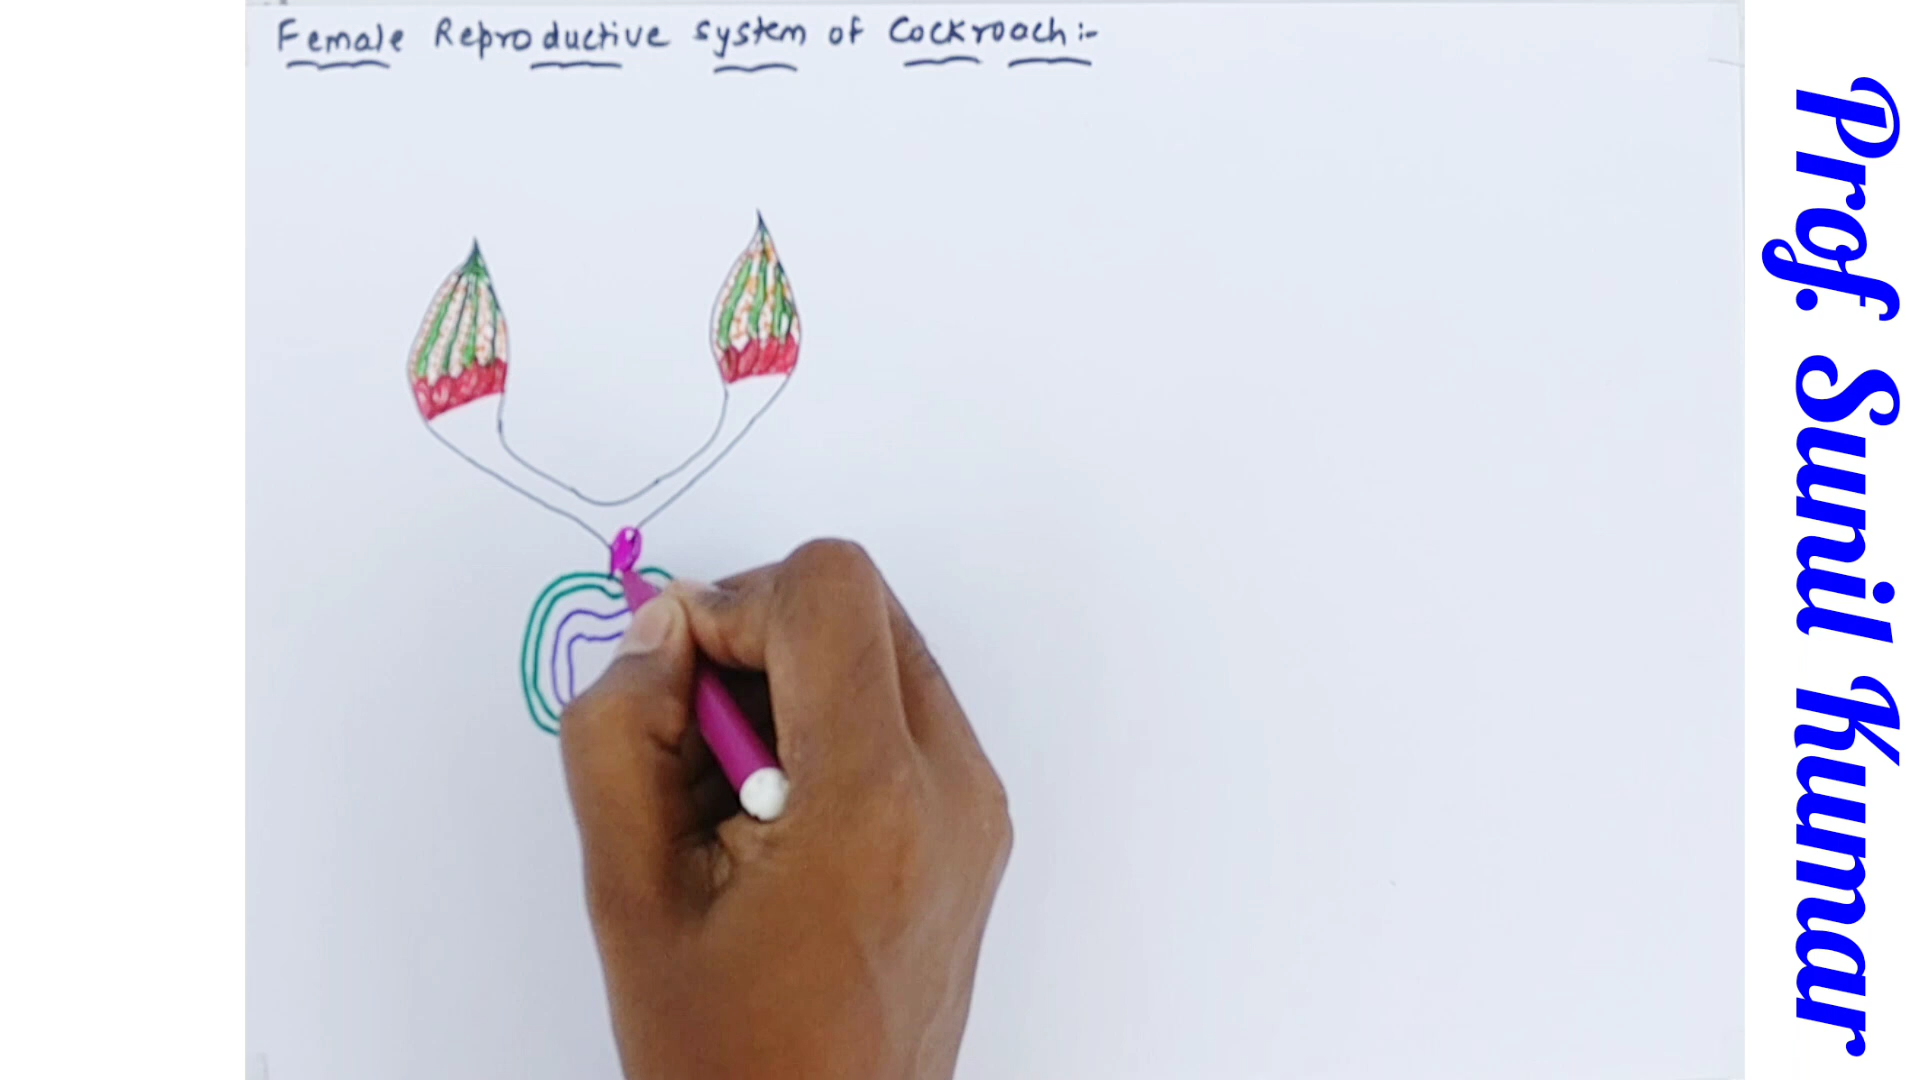 Female Reproductive system of Cockroach :-
Prof. Sunil Kumar